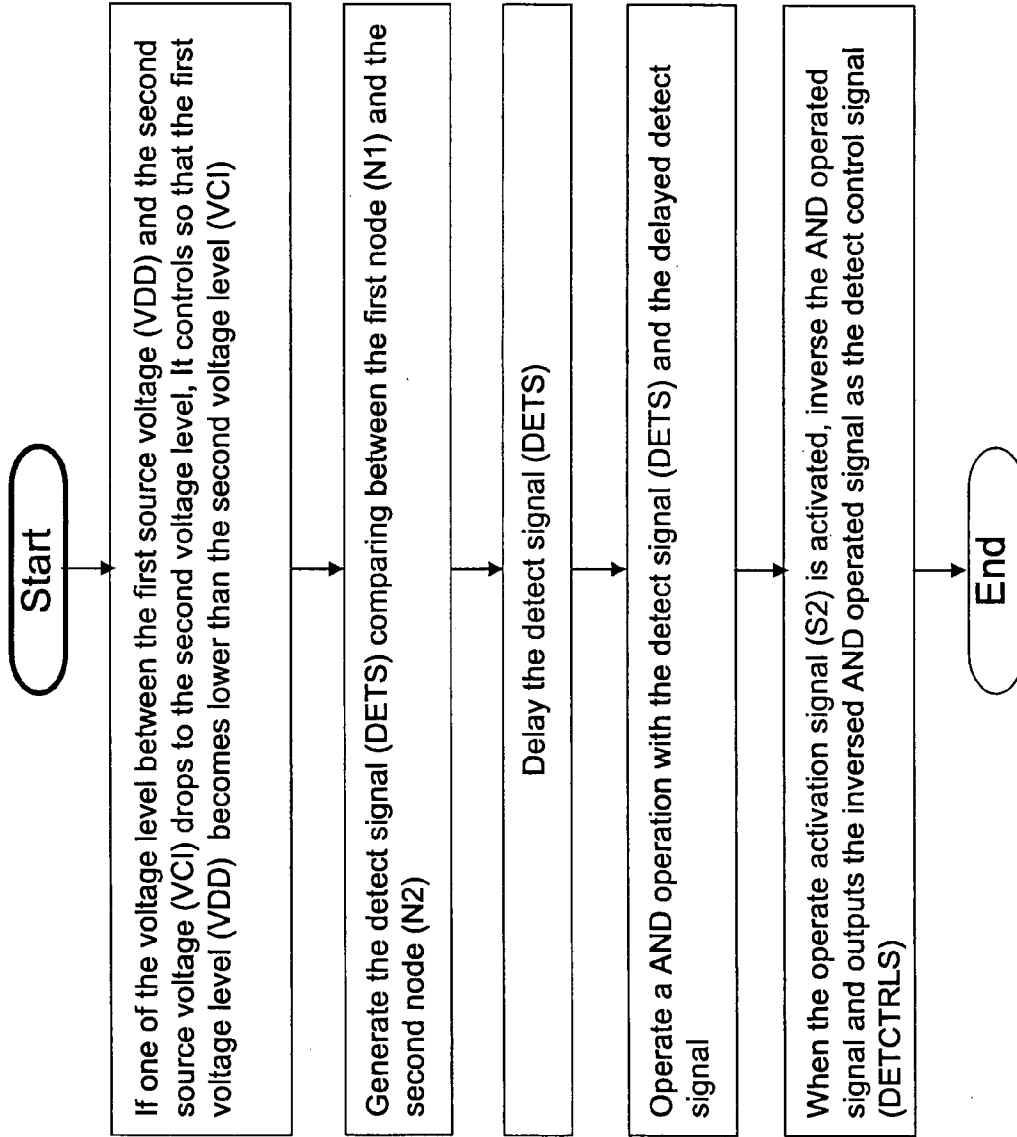 Start
If one of the voltage level between the first source voltage (VDD) and the second
source voltage (VCI) drops to the second voltage level, It controls so that the first
voltage level (VDD) becomes lower than the second voltage level (VCI)
Generate the detect signal (DETS) comparing between the first node (N1) and the
second node (N2)
Delay the detect signal (DETS)
Operate a AND operation with the detect signal (DETS) and the delayed detect
signal
When the operate activation signal (S2) is activated, inverse the AND operated
signal and outputs the inversed AND operated signal as the detect control signal
(DETCTRLS)
End